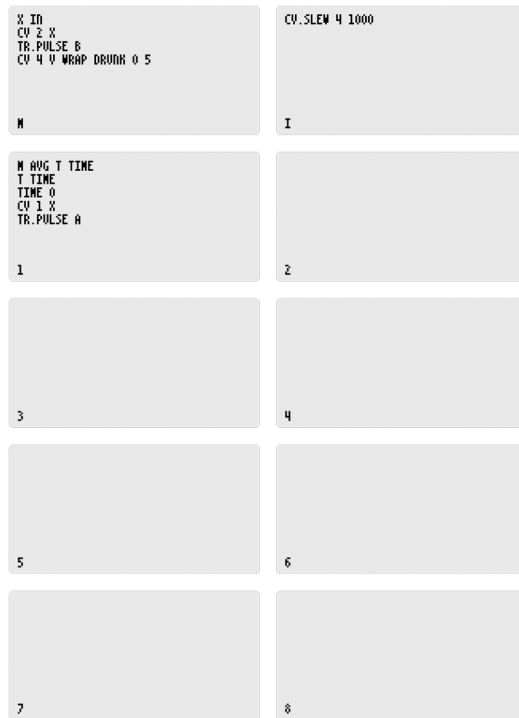 X IN
CV 2 X
TR.PULSE B
CV 4 V WRAP DRUNK 0 5
M
CV.SLEW 4 1000
I
M AVG T TIME
T TIME
TIME 0
CV 1 X
TR.PULSE A
1
2
3
4
5
6
7
8